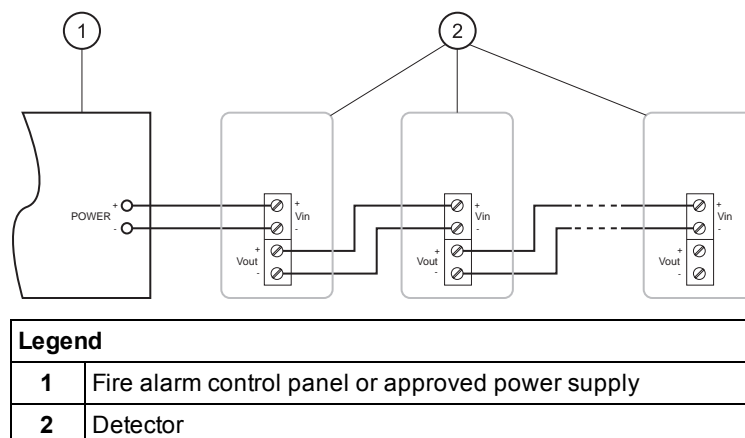 1
2
+
POWER
-
+
Vin
-
+
Vout
-
+
Vin
-
+
Vout
-
+
Vin
-
+
Vout
-
Legend
1 Fire alarm control panel or approved power supply
2 Detector